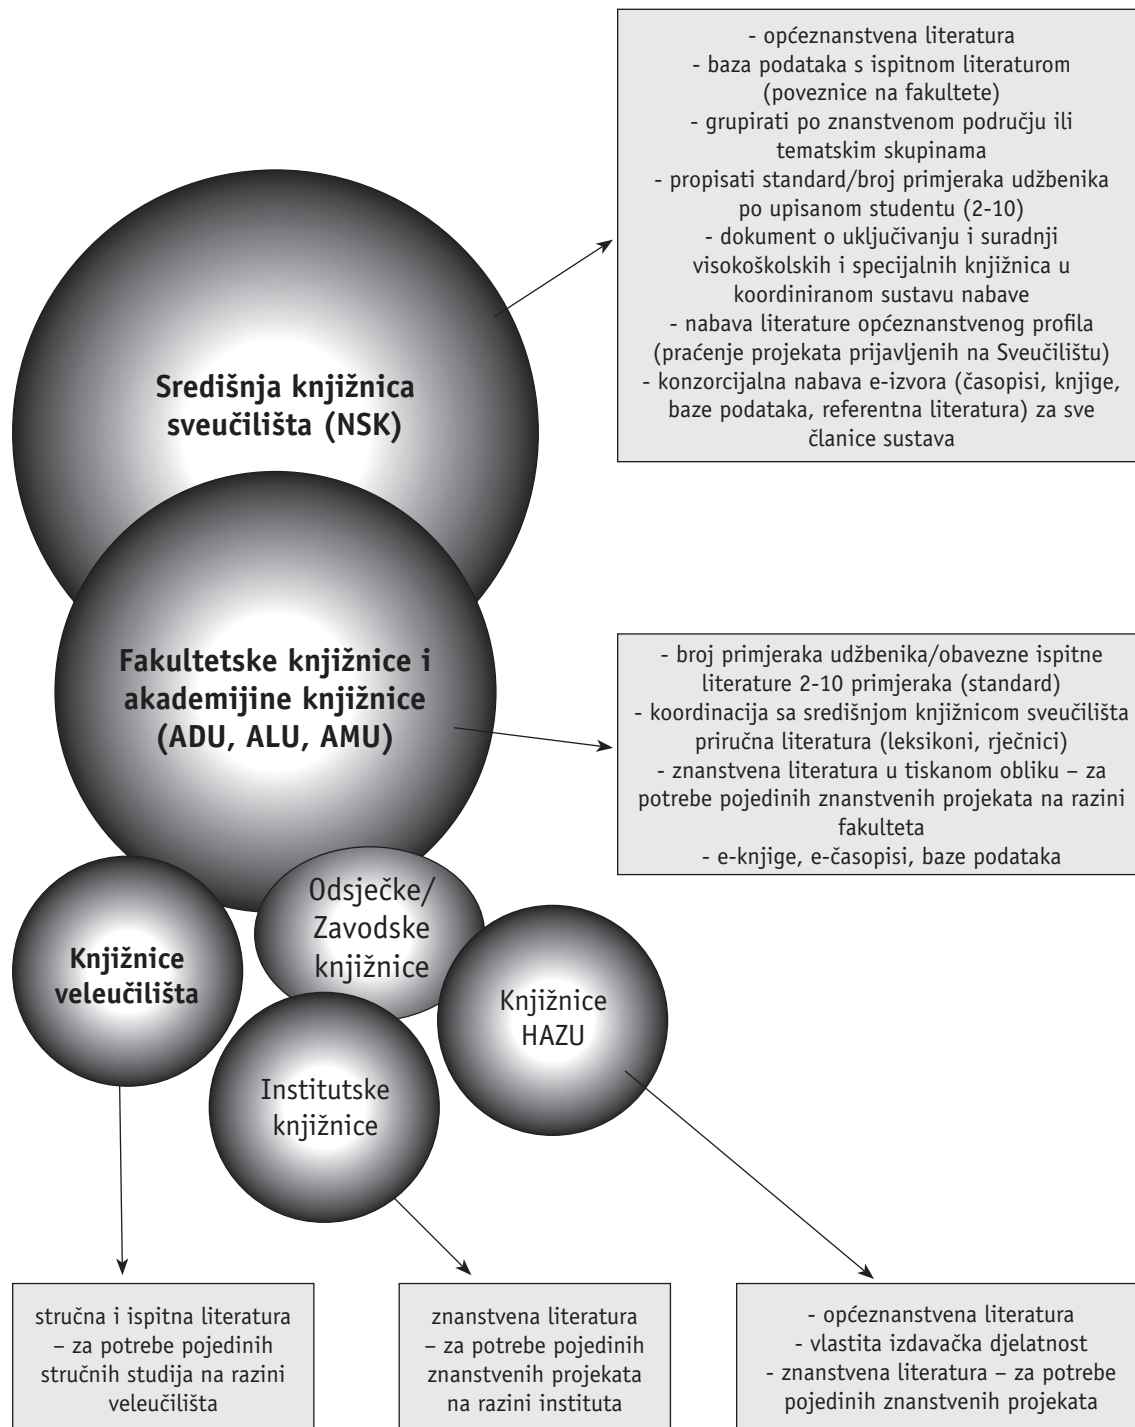 - općeznanstvena literatura
- baza podataka s ispitnom literaturom
(poveznice na fakultete)
- grupirati po znanstvenom području ili
tematskim skupinama
- propisati standard/broj primjeraka udžbenika
po upisanom studentu (2-10)
- dokument o uključivanju i suradnji
visokoškolskih i specijalnih knjižnica u
koordiniranom sustavu nabave
- nabava literature općeznanstvenog profila
(praćenje projekata prijavljenih na Sveučilištu)
- konzorcijalna nabava e-izvora (časopisi, knjige,
baze podataka, referentna literatura) za sve
članice sustava
Središnja knjižnica
sveučilišta (NSK)
Fakultetske knjižnice i
akademijine knjižnice
(ADU, ALU, AMU)
- broj primjeraka udžbenika/obavezne ispitne
literature 2-10 primjeraka (standard)
- koordinacija sa središnjom knjižnicom sveučilišta
priručna literatura (leksikoni, rječnici)
- znanstvena literatura u tiskanom obliku – za
potrebe pojedinih znanstvenih projekata na razini
fakulteta
- e-knjige, e-časopisi, baze podataka
Odsječke/
Zavodske
knjižnice
Knjižnice
veleučilišta
Knjižnice
HAZU
Institutske
knjižnice
stručna i ispitna literatura
– za potrebe pojedinih
stručnih studija na razini
veleučilišta
znanstvena literatura
– za potrebe pojedinih
znanstvenih projekata
na razini instituta
- općeznanstvena literatura
- vlastita izdavačka djelatnost
- znanstvena literatura – za potrebe
pojedinih znanstvenih projekata